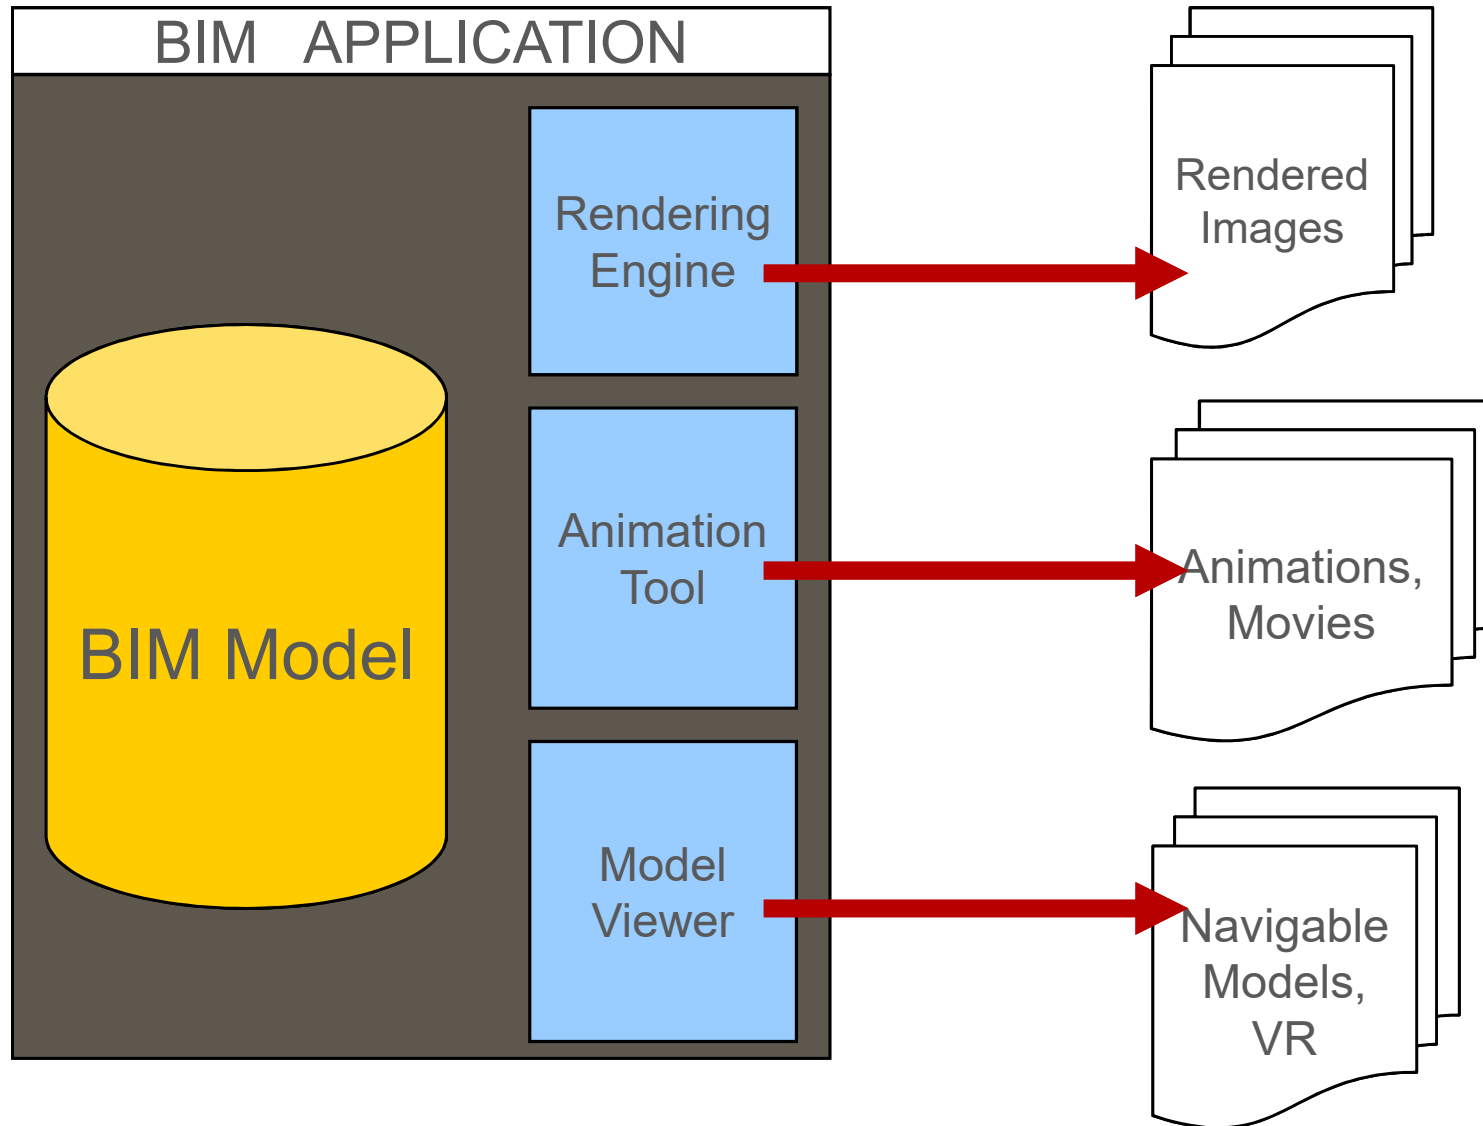 BIM APPLICATION
Rendering
Engine
Rendered
Images
BIM Model
Animation
Tool
Animations,
Movies
Model
Viewer
Navigable
Models,
VR